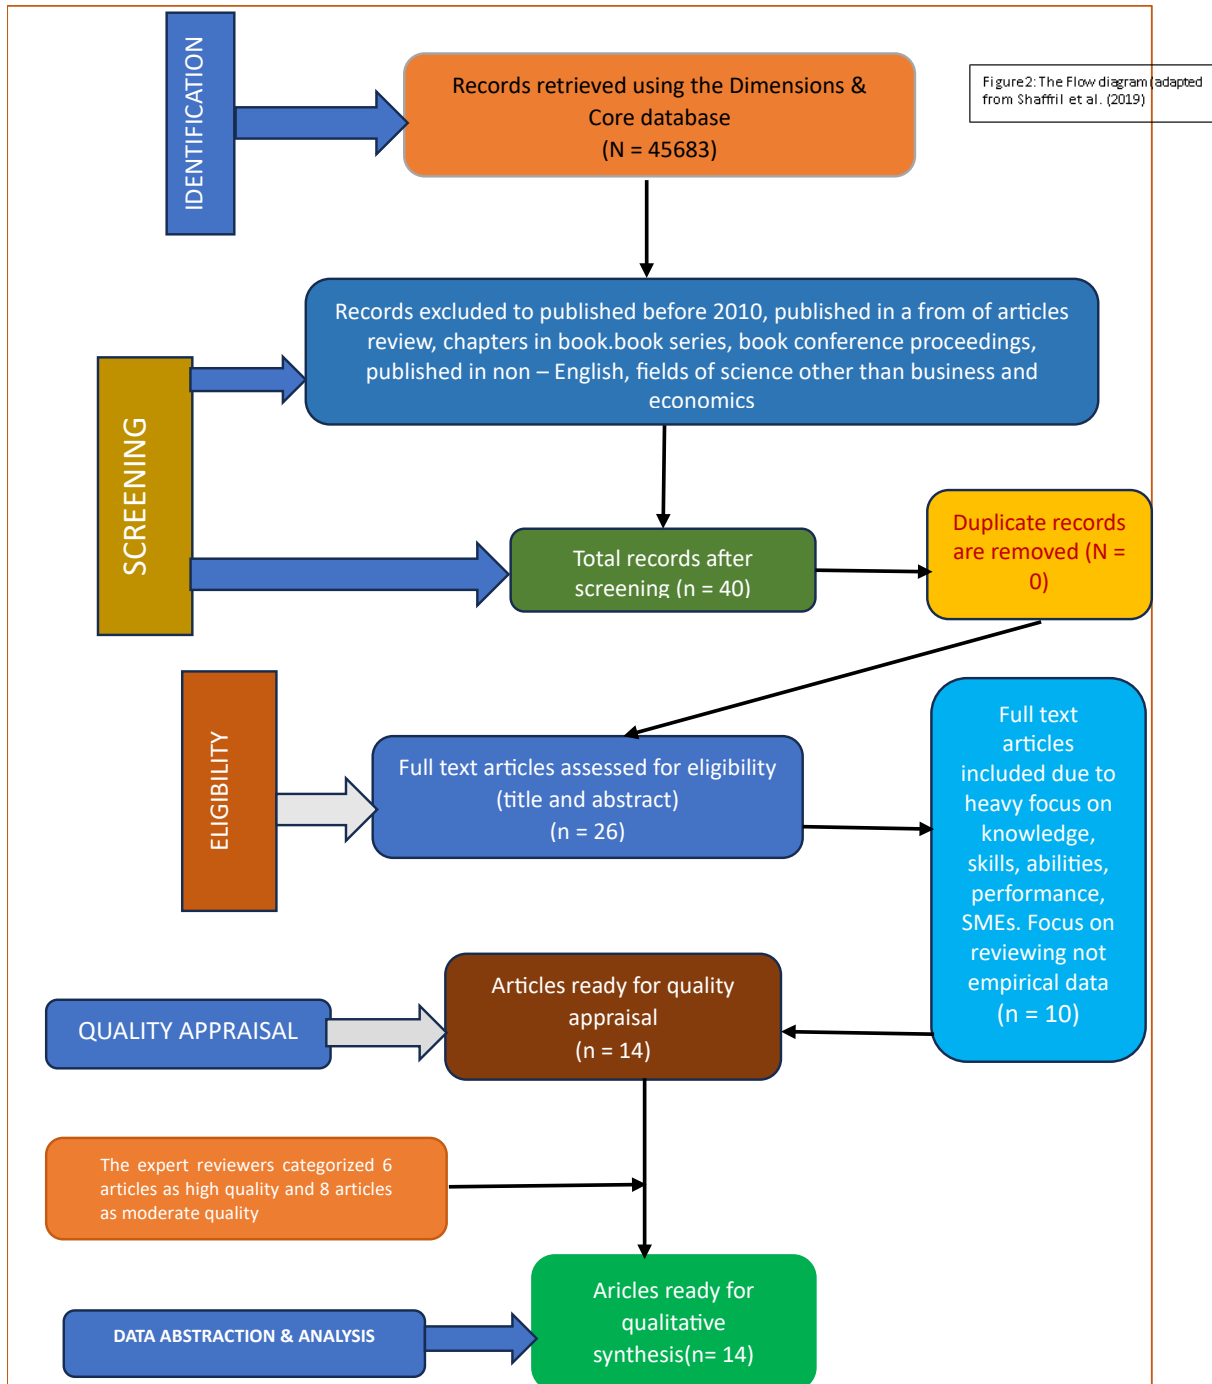 IDENTIFICATION
Records retrieved using the Dimensions &
Core database
(N = 45683)
Figure2: The Flow diagram(adapted
from Shaffril et al. (2019)
SCREENING
Records excluded to published before 2010, published in a from of articles
review, chapters in book.book series, book conference proceedings,
published in non – English, fields of science other than business and
economics
Total records after
screening (n = 40)
Duplicate records
are removed (N =
0)
ELIGIBILITY
Full text articles assessed for eligibility
(title and abstract)
(n = 26)
Full text
articles
included due to
heavy focus on
knowledge,
skills, abilities,
performance,
SMEs. Focus on
reviewing not
empirical data
(n = 10)
QUALITY APPRAISAL
Articles ready for quality
appraisal
(n = 14)
The expert reviewers categorized 6
articles as high quality and 8 articles
as moderate quality
DATA ABSTRACTION & ANALYSIS
Aricles ready for
qualitative
synthesis(n= 14)